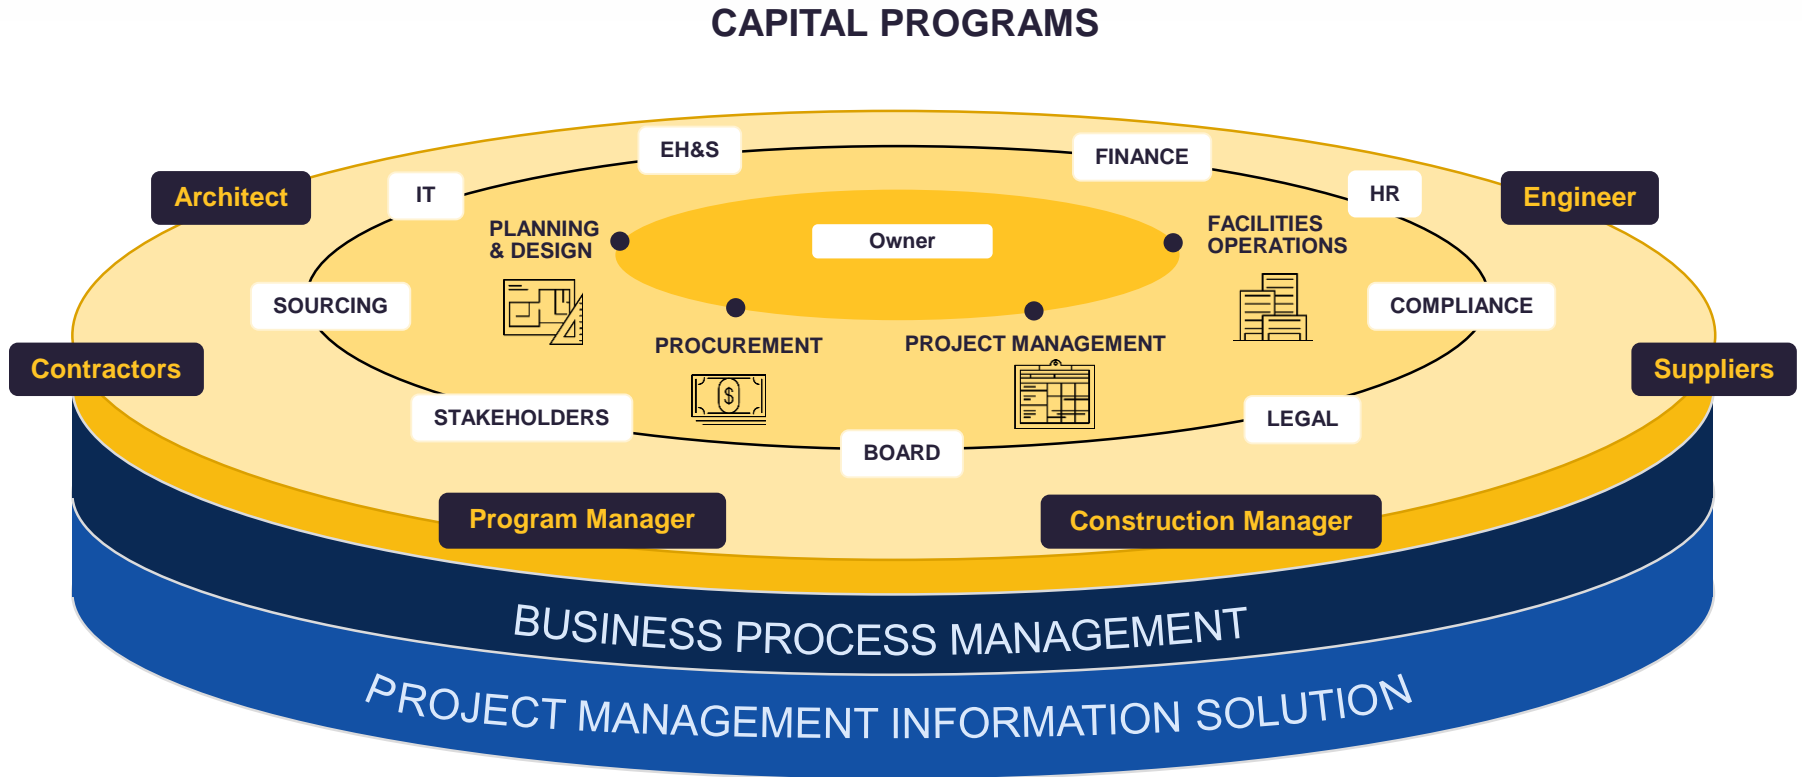 CAPITAL PROGRAMS
EH&S
FINANCE
IT
HR
Architect
Engineer
PLANNING
& DESIGN
Owner
FACILITIES
OPERATIONS
SOURCING
COMPLIANCE
PROCUREMENT
PROJECT MANAGEMENT
Contractors
Suppliers
$
STAKEHOLDERS
LEGAL
BOARD
Program Manager
Construction Manager
BUSINESS PROCESS MANAGEMENT
PROJECT MANAGEMENT INFORMATION SOLUTION